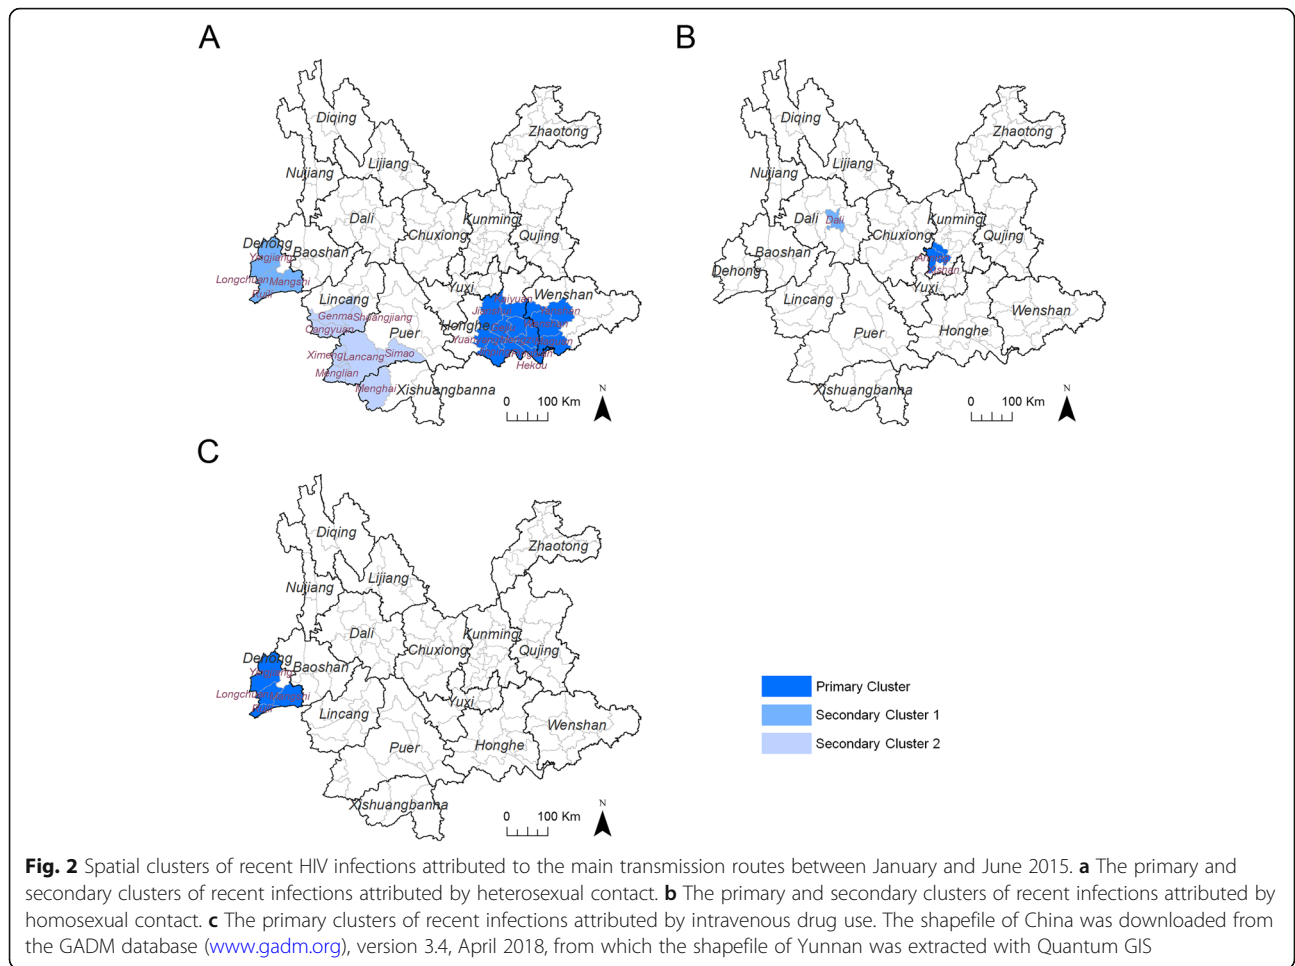 A
Diqing
Zhaotong
Nujiang
Lijiang
Dali
Kunming
Chuxiong
Qujing
Dehong
Baoshan
Yingjiang
Longchuan
Mangshi
Ruili
Lincang
Yuxi
Wenshan
Genma
Shuangjiang
Cangyuan
Puer
Honghe
Ximeng
Lancang
Simao
Menglian
Hekou
Menghai
Xishuangbanna
0 100 Km
N
B
Diqing
Zhaotong
Nujiang
Lijiang
Dali
Dali
Kunming
Chuxiong
Qujing
Baoshan
Dehong
Lincang
Yuxi
Wenshan
Puer
Honghe
Xishuangbanna
0 100 Km
N
C
Diqing
Zhaotong
Nujiang
Lijiang
Dali
Kunming
Chuxiong
Qujing
Dehong
Baoshan
Longchuan
Lincang
Yuxi
Wenshan
Puer
Honghe
Xishuangbanna
0 100 Km
N
Primary Cluster
Secondary Cluster 1
Secondary Cluster 2
Fig. 2 Spatial clusters of recent HIV infections attributed to the main transmission routes between January and June 2015. a The primary and
secondary clusters of recent infections attributed by heterosexual contact. b The primary and secondary clusters of recent infections attributed by
homosexual contact. c The primary clusters of recent infections attributed by intravenous drug use. The shapefile of China was downloaded from
the GADM database (www.gadm.org), version 3.4, April 2018, from which the shapefile of Yunnan was extracted with Quantum GIS